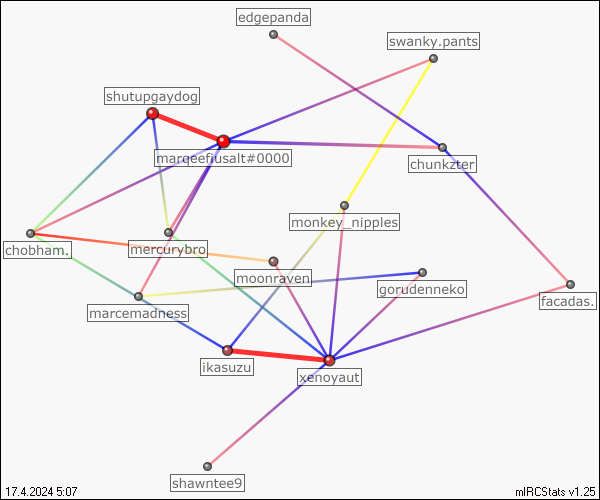 edgepanda
swanky.pants
shutupgaydog
marqeefiusalt#0000
chunkzter
monkey_nipples
chobham.
mercurybro
moonraven
gorudenneko
facadas.
marcemadness
ikasuzu
xenoyaut
shawntee9
17.4.2024 5:07
mIRCStats v1.25